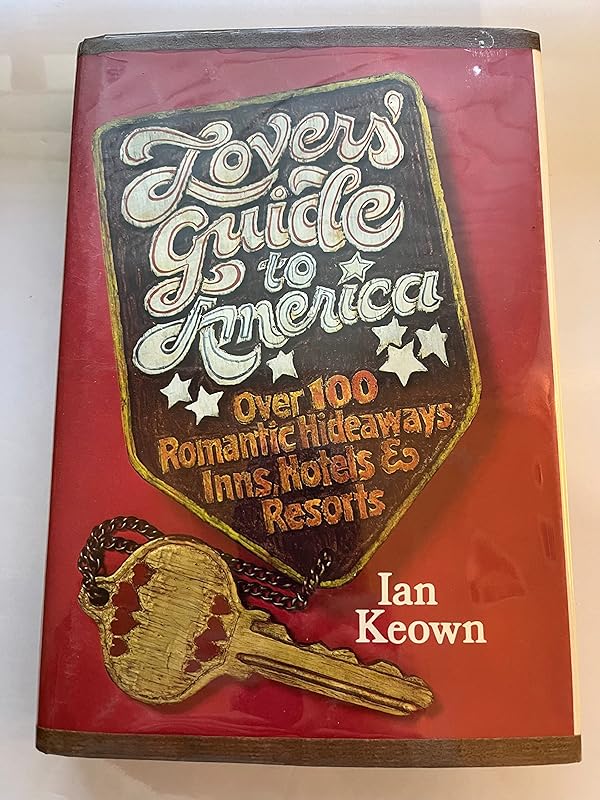 Lovers'
Guide
to
America
Over 100
Romantic Hideaways,
Inns, Hotels &
Resorts
Ian
Keown